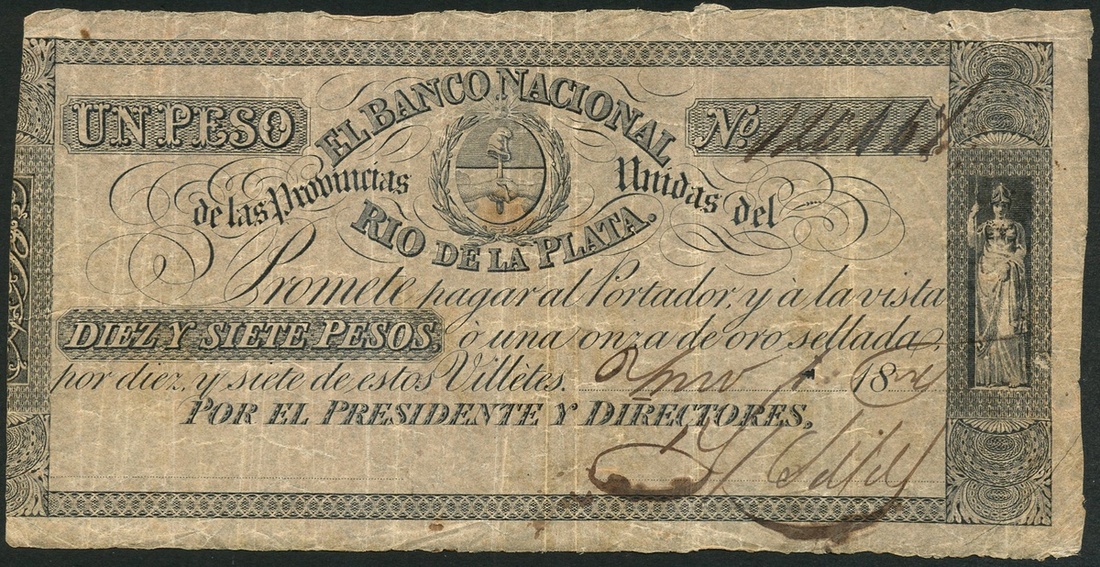 UN PESO
EL BANCO NACIONAL
No.
de las Provincias Unidas del
RIO DE LA PLATA.
Promete pagar al Portador, y à la vista
DIEZ Y SIETE PESOS, ò una onza de oro sellada,
por diez, y siete de estos Villetes. 18
POR EL PRESIDENTE Y DIRECTORES,